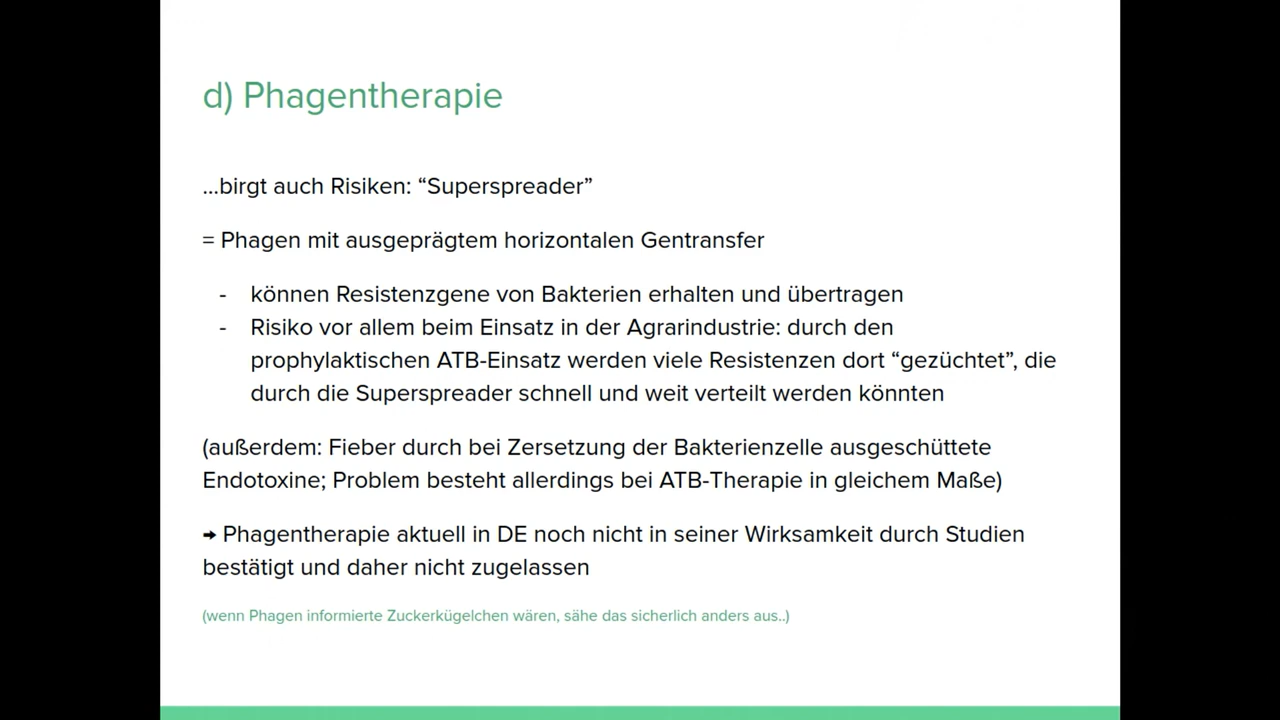 d) Phagentherapie
...birgt auch Risiken: “Superspreader”
= Phagen mit ausgeprägtem horizontalen Gentransfer
- können Resistenzgene von Bakterien erhalten und übertragen
- Risiko vor allem beim Einsatz in der Agrarindustrie: durch den
prophylaktischen ATB-Einsatz werden viele Resistenzen dort “gezüchtet”, die
durch die Superspreader schnell und weit verteilt werden könnten
(außerdem: Fieber durch bei Zersetzung der Bakterienzelle ausgeschüttete
Endotoxine; Problem besteht allerdings bei ATB-Therapie in gleichem Maße)
➞ Phagentherapie aktuell in DE noch nicht in seiner Wirksamkeit durch Studien
bestätigt und daher nicht zugelassen
(wenn Phagen informierte Zuckerkügelchen wären, sähe das sicherlich anders aus..)